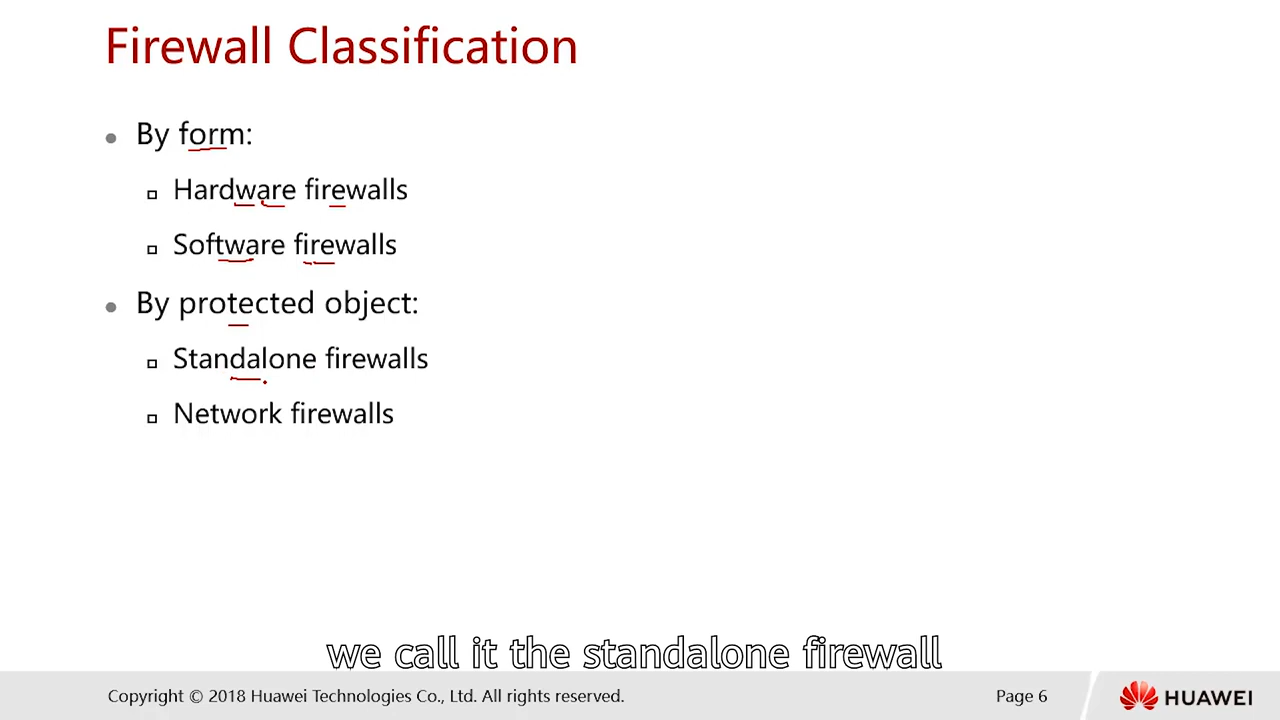 Firewall Classification
By form:
Hardware firewalls
Software firewalls
By protected object:
Standalone firewalls
Network firewalls
we call it the standalone firewall
Copyright © 2018 Huawei Technologies Co., Ltd. All rights reserved.
Page 6
HUAWEI